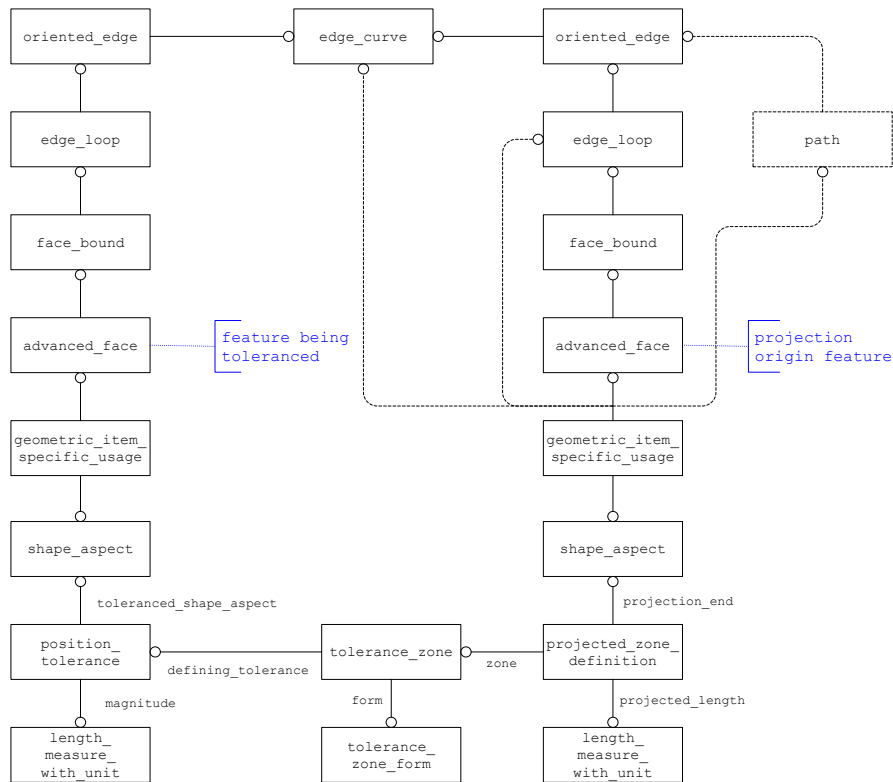 oriented_edge
edge_curve
oriented_edge
edge_loop
edge_loop
path
face_bound
face_bound
advanced_face
feature being
toleranced
advanced_face
projection
origin feature
geometric_item_
specific_usage
geometric_item_
specific_usage
shape_aspect
shape_aspect
toleranced_shape_aspect
projection_end
position_
tolerance
defining_tolerance
tolerance_zone
zone
projected_zone_
definition
magnitude
form
projected_length
length_
measure_
with_unit
tolerance_
zone_form
length_
measure_
with_unit